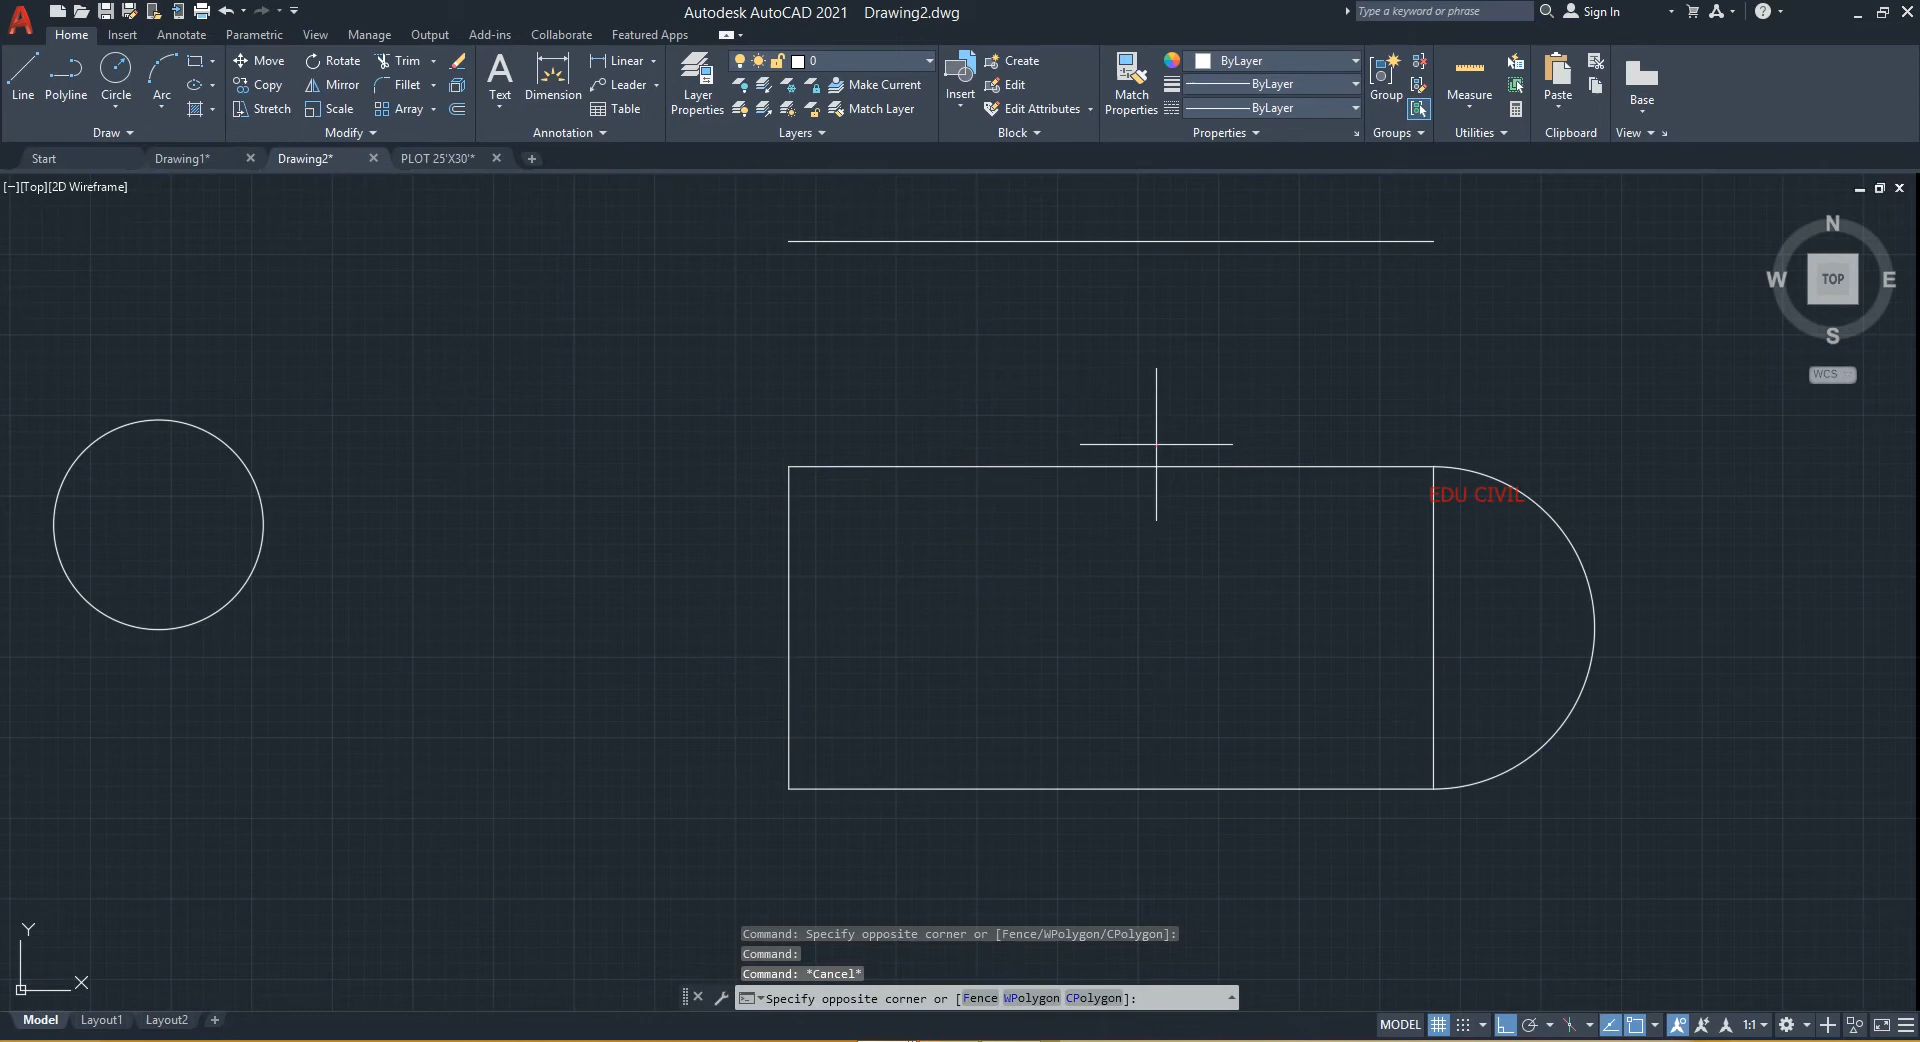 Autodesk AutoCAD 2021 Drawing2.dwg
Type a keyword or phrase
Sign In
Home Insert Annotate Parametric View Manage Output Add-ins Collaborate Featured Apps
Line
Polyline
Circle
Arc
Draw
Move
Rotate
Trim
Copy
Mirror
Fillet
Stretch
Scale
Array
Modify
Text
Dimension
Linear
Leader
Table
Annotation
Layer Properties
0
Make Current
Match Layer
Layers
Insert
Create
Edit
Edit Attributes
Block
Match Properties
ByLayer
ByLayer
ByLayer
Properties
Group
Groups
Measure
Utilities
Paste
Clipboard
Base
View
Start Drawing1* Drawing2* PLOT 25'X30'*
[−][Top][2D Wireframe]
N
W TOP E
S
WCS
EDU CIVIL
Y
X
Command: Specify opposite corner or [Fence/WPolygon/CPolygon]:
Command:
Command: *Cancel*
Specify opposite corner or [Fence WPolygon CPolygon]:
Model Layout1 Layout2
MODEL
1:1